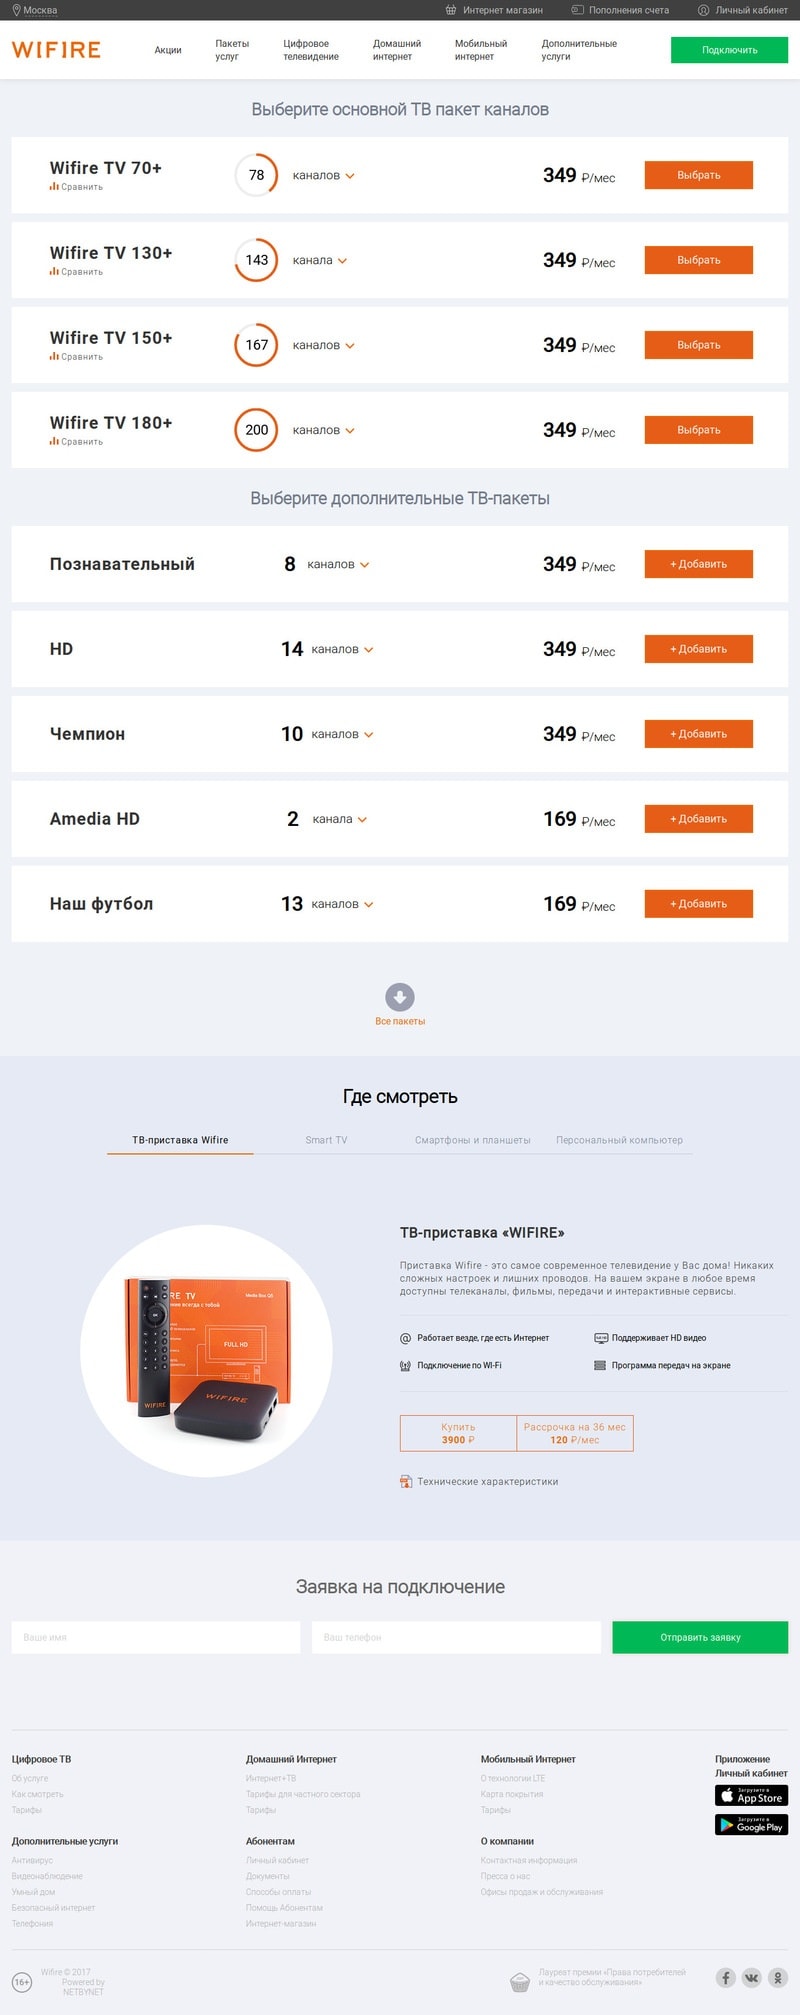 Москва
Интернет магазин
Пополнения счета
Личный кабинет
WIFIRE
Акции
Пакеты
услуг
Цифровое
телевидение
Домашний
интернет
Мобильный
интернет
Дополнительные
услуги
Подключить
Выберите основной ТВ пакет каналов
Wifire TV 70+
Сравнить
78 каналов
349 ₽/мес
Выбрать
Wifire TV 130+
Сравнить
143 канала
349 ₽/мес
Выбрать
Wifire TV 150+
Сравнить
167 каналов
349 ₽/мес
Выбрать
Wifire TV 180+
Сравнить
200 каналов
349 ₽/мес
Выбрать
Выберите дополнительные ТВ-пакеты
Познавательный
8 каналов
349 ₽/мес
+ Добавить
HD
14 каналов
349 ₽/мес
+ Добавить
Чемпион
10 каналов
349 ₽/мес
+ Добавить
Amedia HD
2 канала
169 ₽/мес
+ Добавить
Наш футбол
13 каналов
169 ₽/мес
+ Добавить
Все пакеты
Где смотреть
ТВ-приставка Wifire
Smart TV
Смартфоны и планшеты
Персональный компьютер
RE TV
Media Box QS
FULL HD
WIFIRE
WIFIRE
ТВ-приставка «WIFIRE»
Приставка Wifire - это самое современное телевидение у Вас дома! Никаких
сложных настроек и лишних проводов. На вашем экране в любое время
доступны телеканалы, фильмы, передачи и интерактивные сервисы.
Работает везде, где есть Интернет
Поддерживает HD видео
Подключение по WI-Fi
Программа передач на экране
Купить
3900 ₽
Рассрочка на 36 мес
120 ₽/мес
Технические характеристики
Заявка на подключение
Ваше имя
Ваш телефон
Отправить заявку
Цифровое ТВ
Об услуге
Как смотреть
Тарифы
Домашний Интернет
Интернет+ТВ
Тарифы для частного сектора
Тарифы
Мобильный Интернет
О технологии LTE
Карта покрытия
Тарифы
Приложение
Личный кабинет
Загрузите в
App Store
Загрузите в
Google Play
Дополнительные услуги
Антивирус
Видеонаблюдение
Умный дом
Безопасный интернет
Телефония
Абонентам
Личный кабинет
Документы
Способы оплаты
Помощь Абонентам
Интернет-магазин
О компании
Контактная информация
Пресса о нас
Офисы продаж и обслуживания
16+
Wifire © 2017
Powered by
NETBYNET
Лауреат премии «Права потребителей
и качество обслуживания»